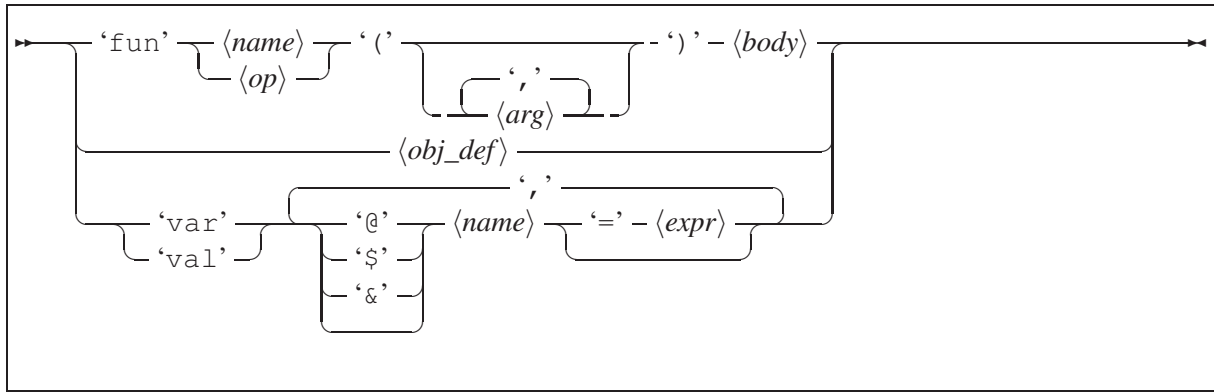 ‘fun’ ⟨name⟩ ‘(’ ‘)’ ⟨body⟩
⟨op⟩ ‘,’
⟨arg⟩
⟨obj_def⟩
‘,’
‘var’ ‘@’ ⟨name⟩ ‘=’ ⟨expr⟩
‘val’ ‘$’
‘&’